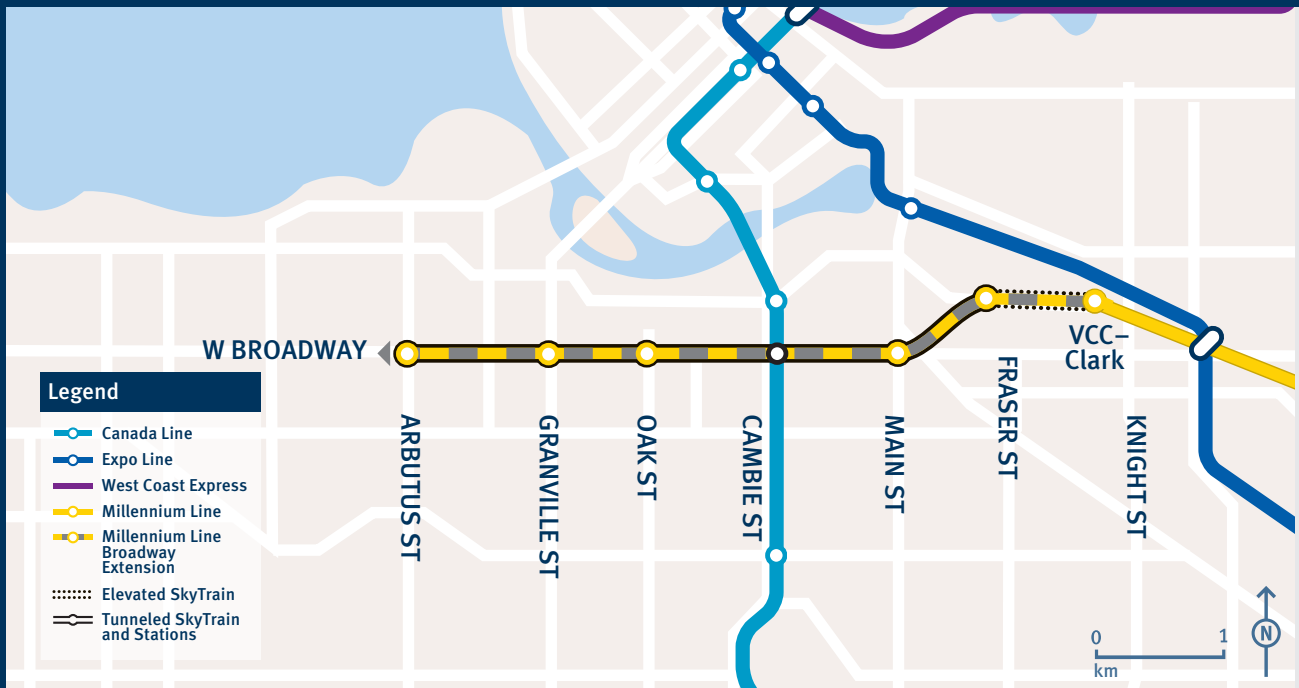 W BROADWAY
VCC–
Clark
ARBUTUS ST
GRANVILLE ST
OAK ST
CAMBIE ST
MAIN ST
FRASER ST
KNIGHT ST
Legend
Canada Line
Expo Line
West Coast Express
Millennium Line
Millennium Line
Broadway
Extension
Elevated SkyTrain
Tunneled SkyTrain
and Stations
0 1
km
N